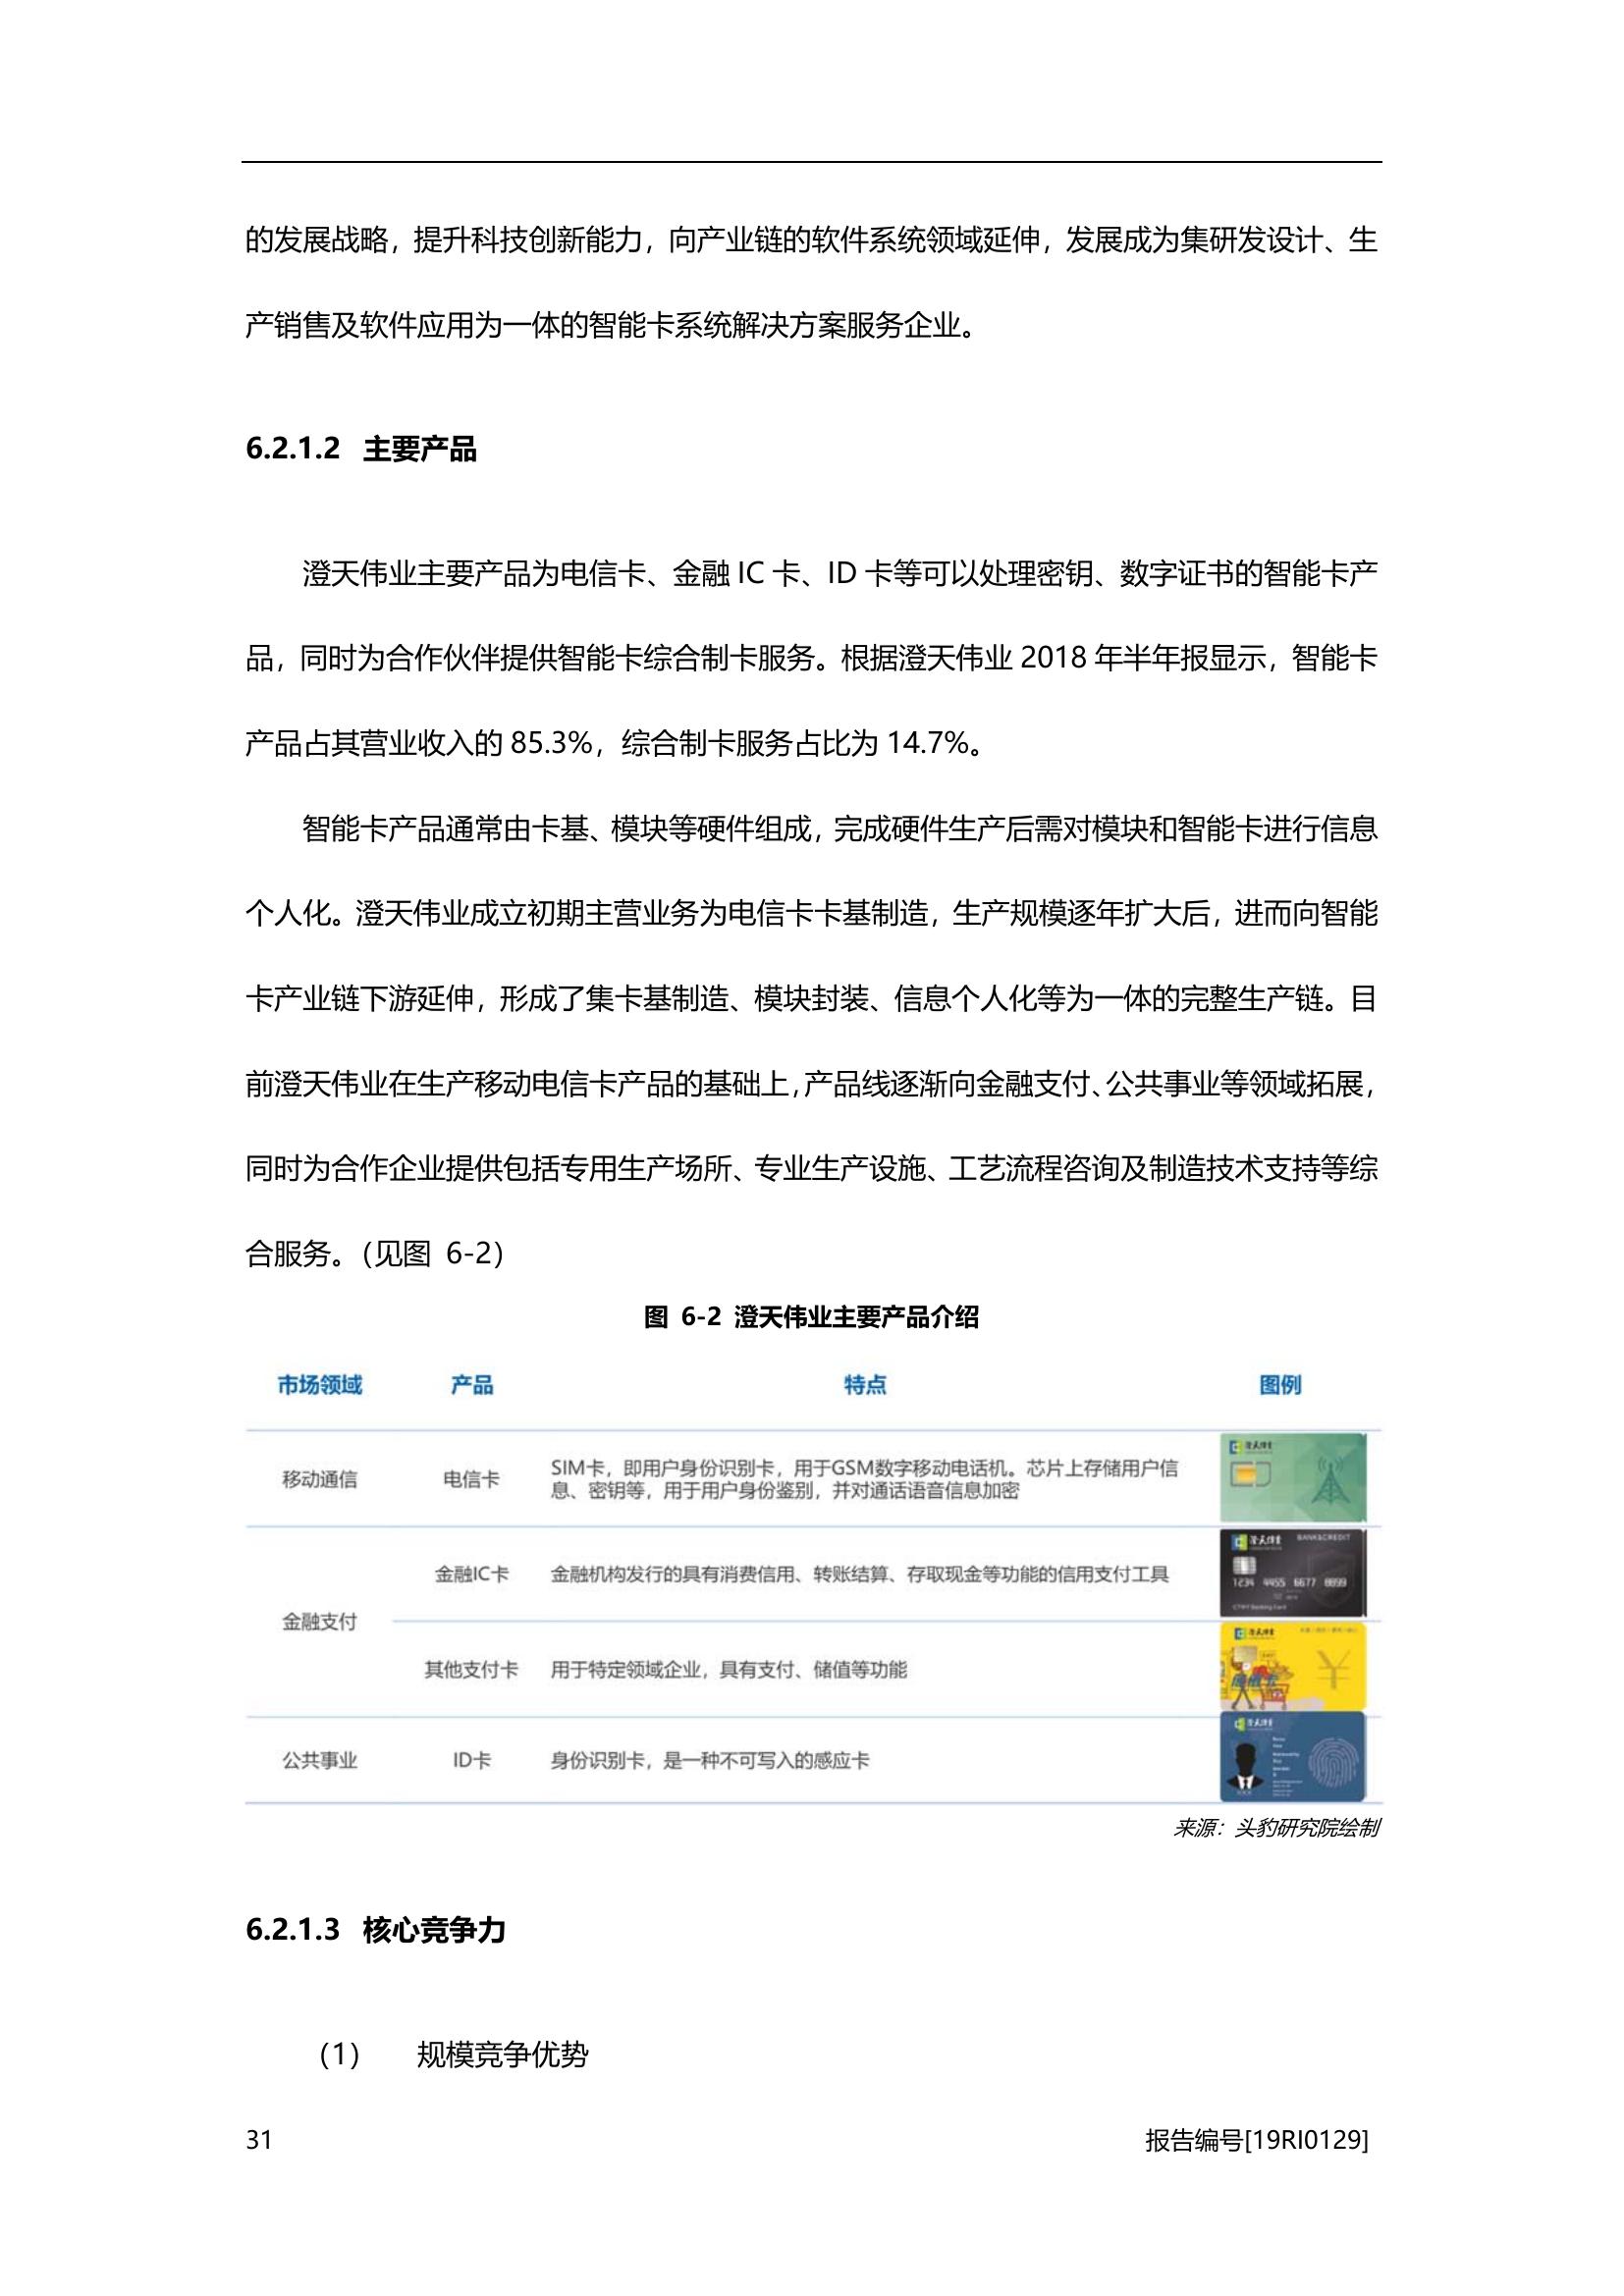 的发展战略，提升科技创新能力，向产业链的软件系统领域延伸，发展成为集研发设计、生
产销售及软件应用为一体的智能卡系统解决方案服务企业。
6.2.1.2 主要产品
澄天伟业主要产品为电信卡、金融 IC 卡、ID 卡等可以处理密钥、数字证书的智能卡产
品，同时为合作伙伴提供智能卡综合制卡服务。根据澄天伟业 2018 年半年报显示，智能卡
产品占其营业收入的 85.3%，综合制卡服务占比为 14.7%。
智能卡产品通常由卡基、模块等硬件组成，完成硬件生产后需对模块和智能卡进行信息
个人化。澄天伟业成立初期主营业务为电信卡卡基制造，生产规模逐年扩大后，进而向智能
卡产业链下游延伸，形成了集卡基制造、模块封装、信息个人化等为一体的完整生产链。目
前澄天伟业在生产移动电信卡产品的基础上，产品线逐渐向金融支付、公共事业等领域拓展，
同时为合作企业提供包括专用生产场所、专业生产设施、工艺流程咨询及制造技术支持等综
合服务。（见图 6-2）
图 6-2 澄天伟业主要产品介绍
市场领域 产品 特点 图例
移动通信 电信卡 SIM卡，即用户身份识别卡，用于GSM数字移动电话机。芯片上存储用户信
息、密钥等，用于用户身份鉴别，并对通话语音信息加密
澄天伟业
金融支付
金融IC卡 金融机构发行的具有消费信用、转账结算、存取现金等功能的信用支付工具
澄天伟业 BANK&CREDIT
1234 4455 6677 8899
其他支付卡 用于特定领域企业，具有支付、储值等功能
澄天伟业
¥
公共事业 ID卡 身份识别卡，是一种不可写入的感应卡
澄天伟业
来源：头豹研究院绘制
6.2.1.3 核心竞争力
（1） 规模竞争优势
31 报告编号[19RI0129]